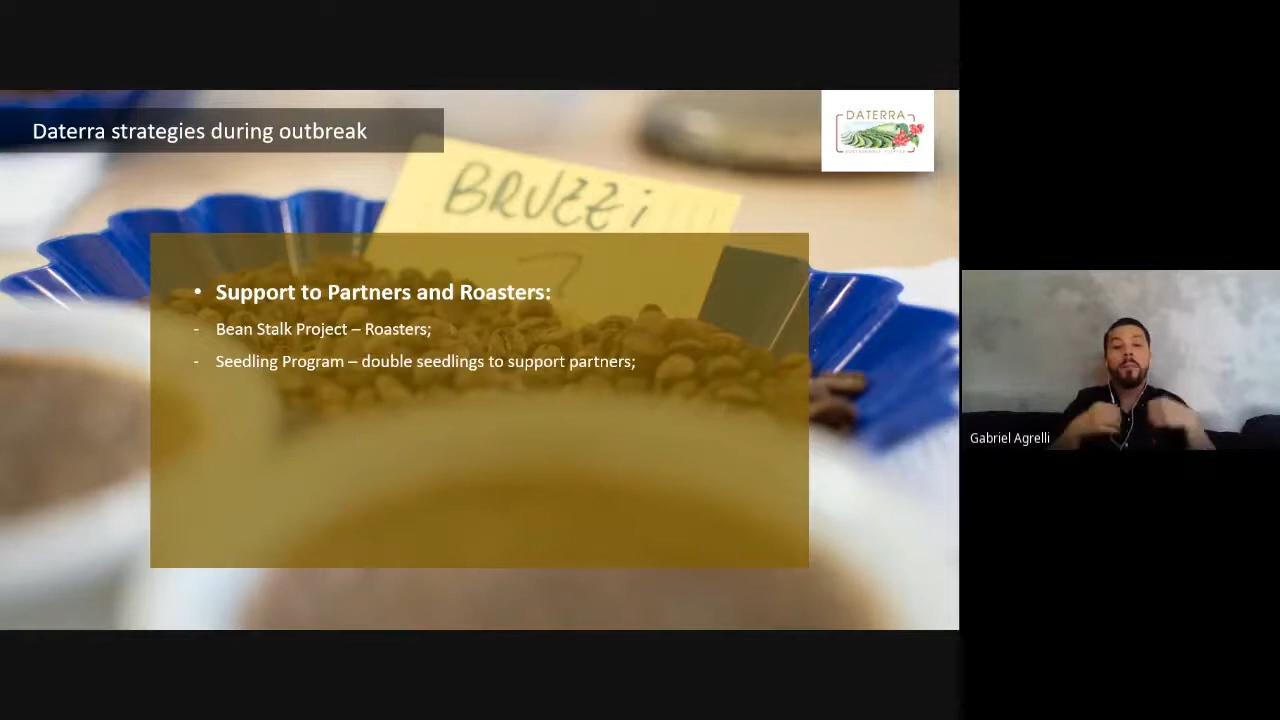 Daterra strategies during outbreak
DATERRA
BRUZZi
7
• Support to Partners and Roasters:
- Bean Stalk Project – Roasters;
- Seedling Program – double seedlings to support partners;
Gabriel Agrelli